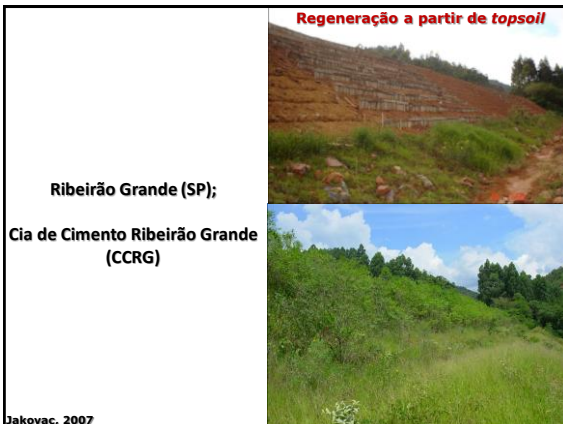 Regeneração a partir de topsoil
Ribeirão Grande (SP);
Cia de Cimento Ribeirão Grande
(CCRG)
Jakovac, 2007